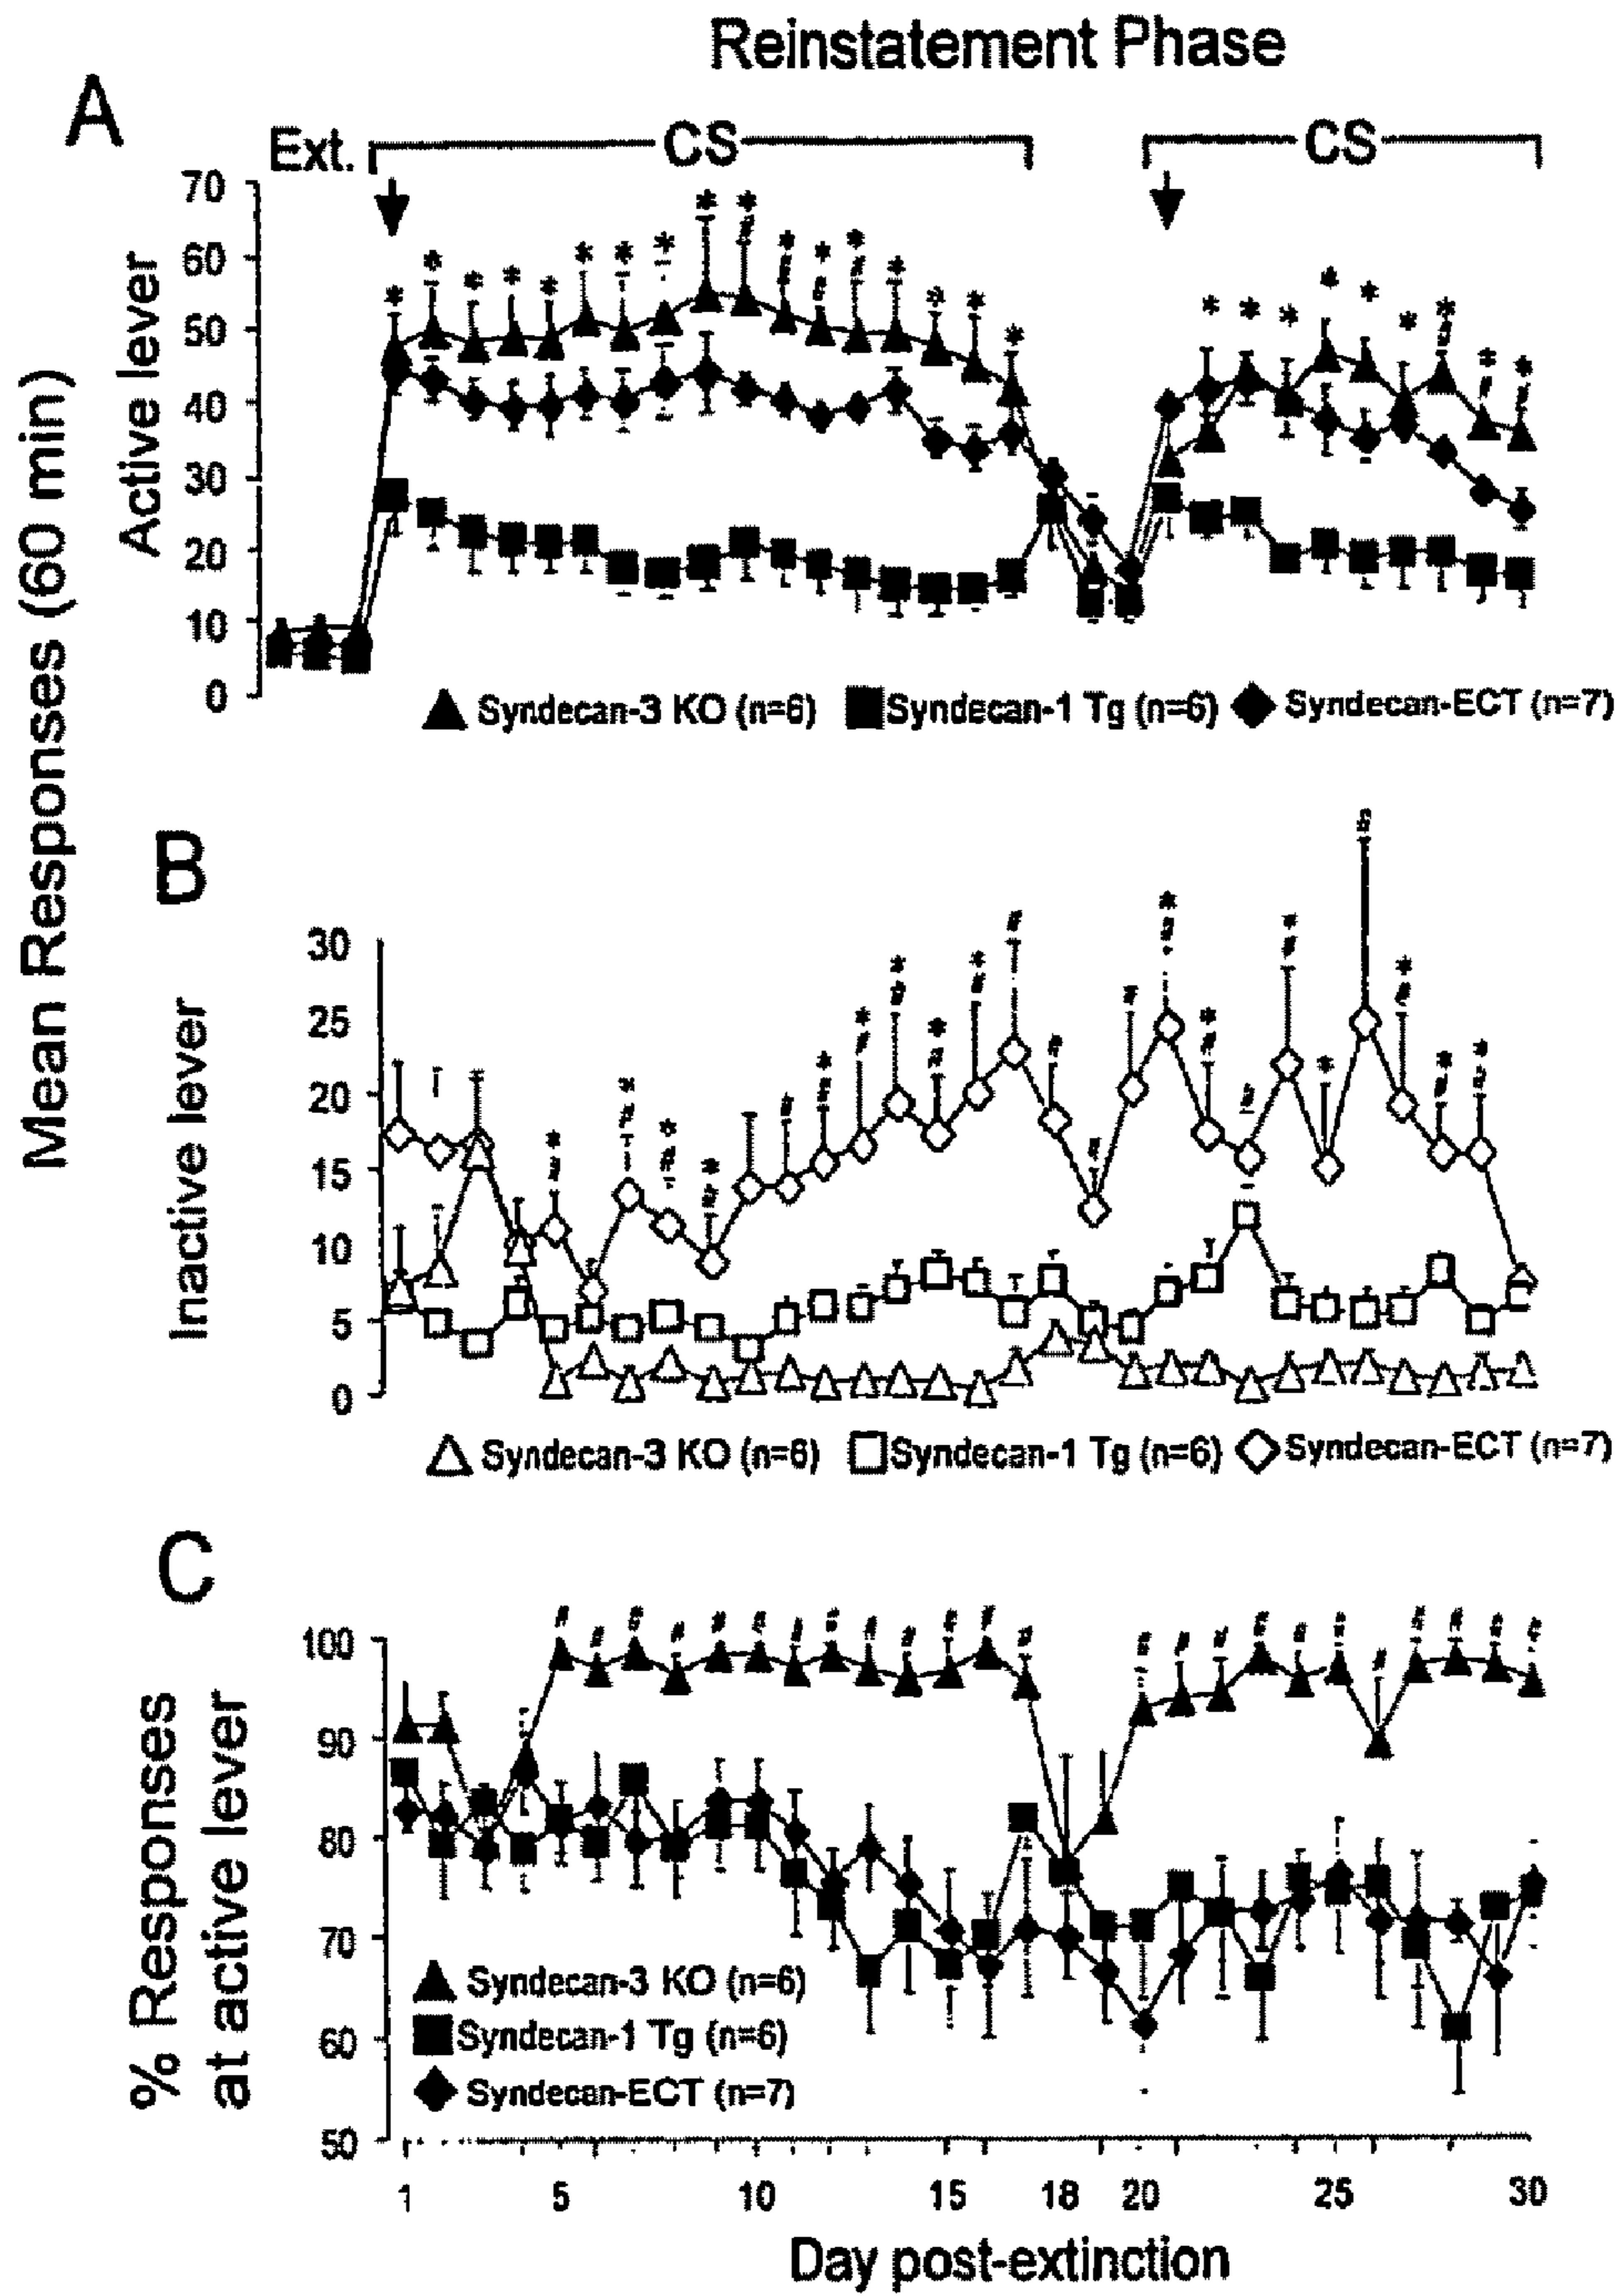 Reinstatement Phase
A
Ext.
CS
CS
Mean Responses (60 min)
Active lever
70
60
50
40
30
20
10
0
Syndecan-3 KO (n=6)
Syndecan-1 Tg (n=6)
Syndecan-ECT (n=7)
B
Inactive lever
30
25
20
15
10
5
0
Syndecan-3 KO (n=6)
Syndecan-1 Tg (n=6)
Syndecan-ECT (n=7)
C
% Responses
at active lever
100
90
80
70
60
50
Syndecan-3 KO (n=6)
Syndecan-1 Tg (n=6)
Syndecan-ECT (n=7)
1 5 10 15 18 20 25 30
Day post-extinction